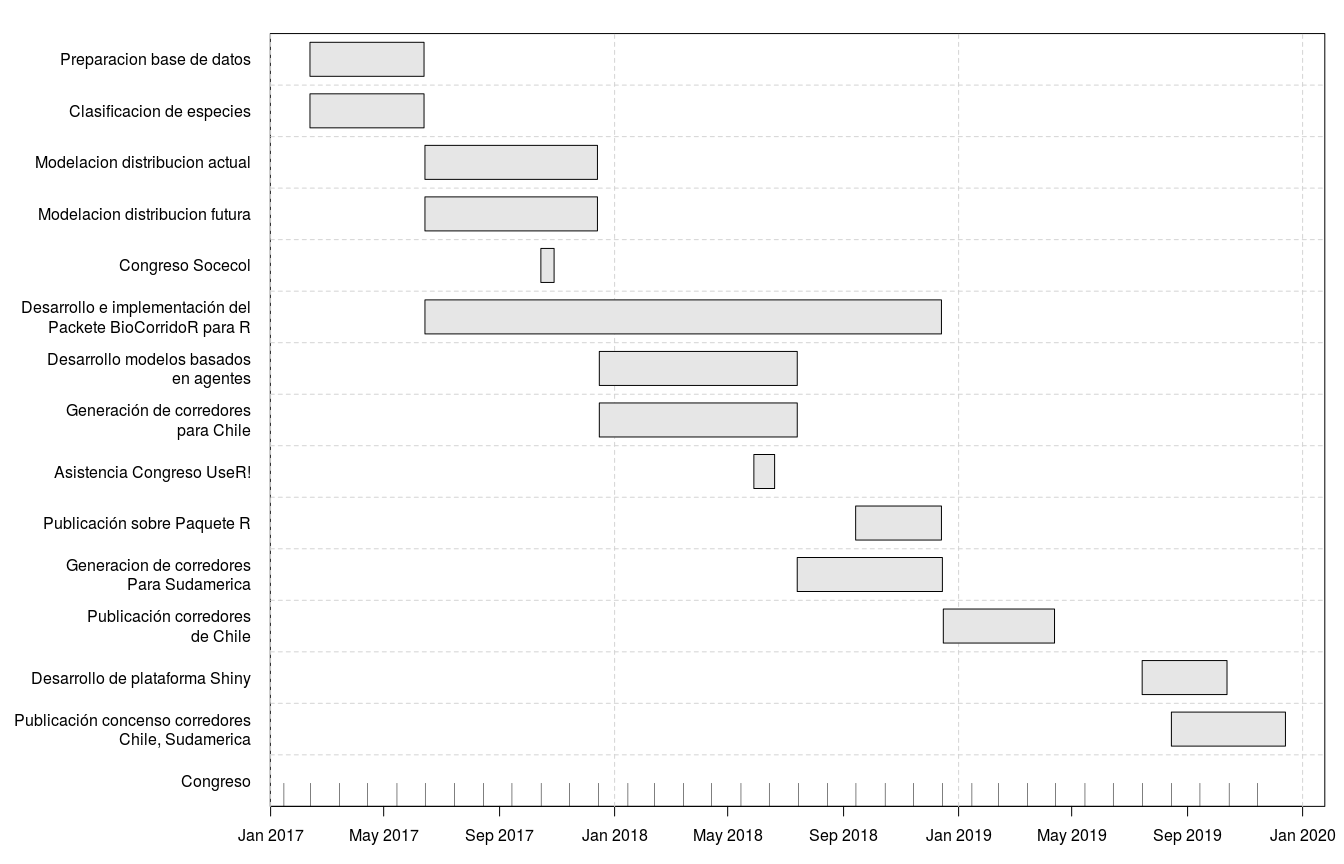 Preparacion base de datos
Clasificacion de especies
Modelacion distribucion actual
Modelacion distribucion futura
Congreso Socecol
Desarrollo e implementación del
Packete BioCorridoR para R
Desarrollo modelos basados
en agentes
Generación de corredores
para Chile
Asistencia Congreso UseR!
Publicación sobre Paquete R
Generacion de corredores
Para Sudamerica
Publicación corredores
de Chile
Desarrollo de plataforma Shiny
Publicación concenso corredores
Chile, Sudamerica
Congreso
Jan 2017 May 2017 Sep 2017 Jan 2018 May 2018 Sep 2018 Jan 2019 May 2019 Sep 2019 Jan 2020